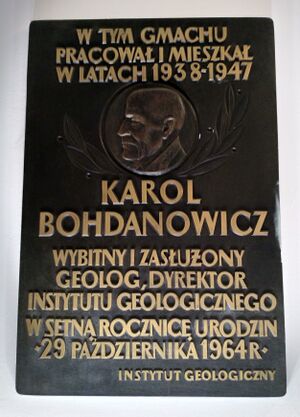 W TYM GMACHU
PRACOWAŁ I MIESZKAŁ
W LATACH 1938-1947
KAROL
BOHDANOWICZ
WYBITNY I ZASŁUŻONY
GEOLOG, DYREKTOR
INSTYTUTU GEOLOGICZNEGO
W SETNĄ ROCZNICĘ URODZIN
·29 PAŹDZIERNIKA 1964 R·
INSTYTUT GEOLOGICZNY